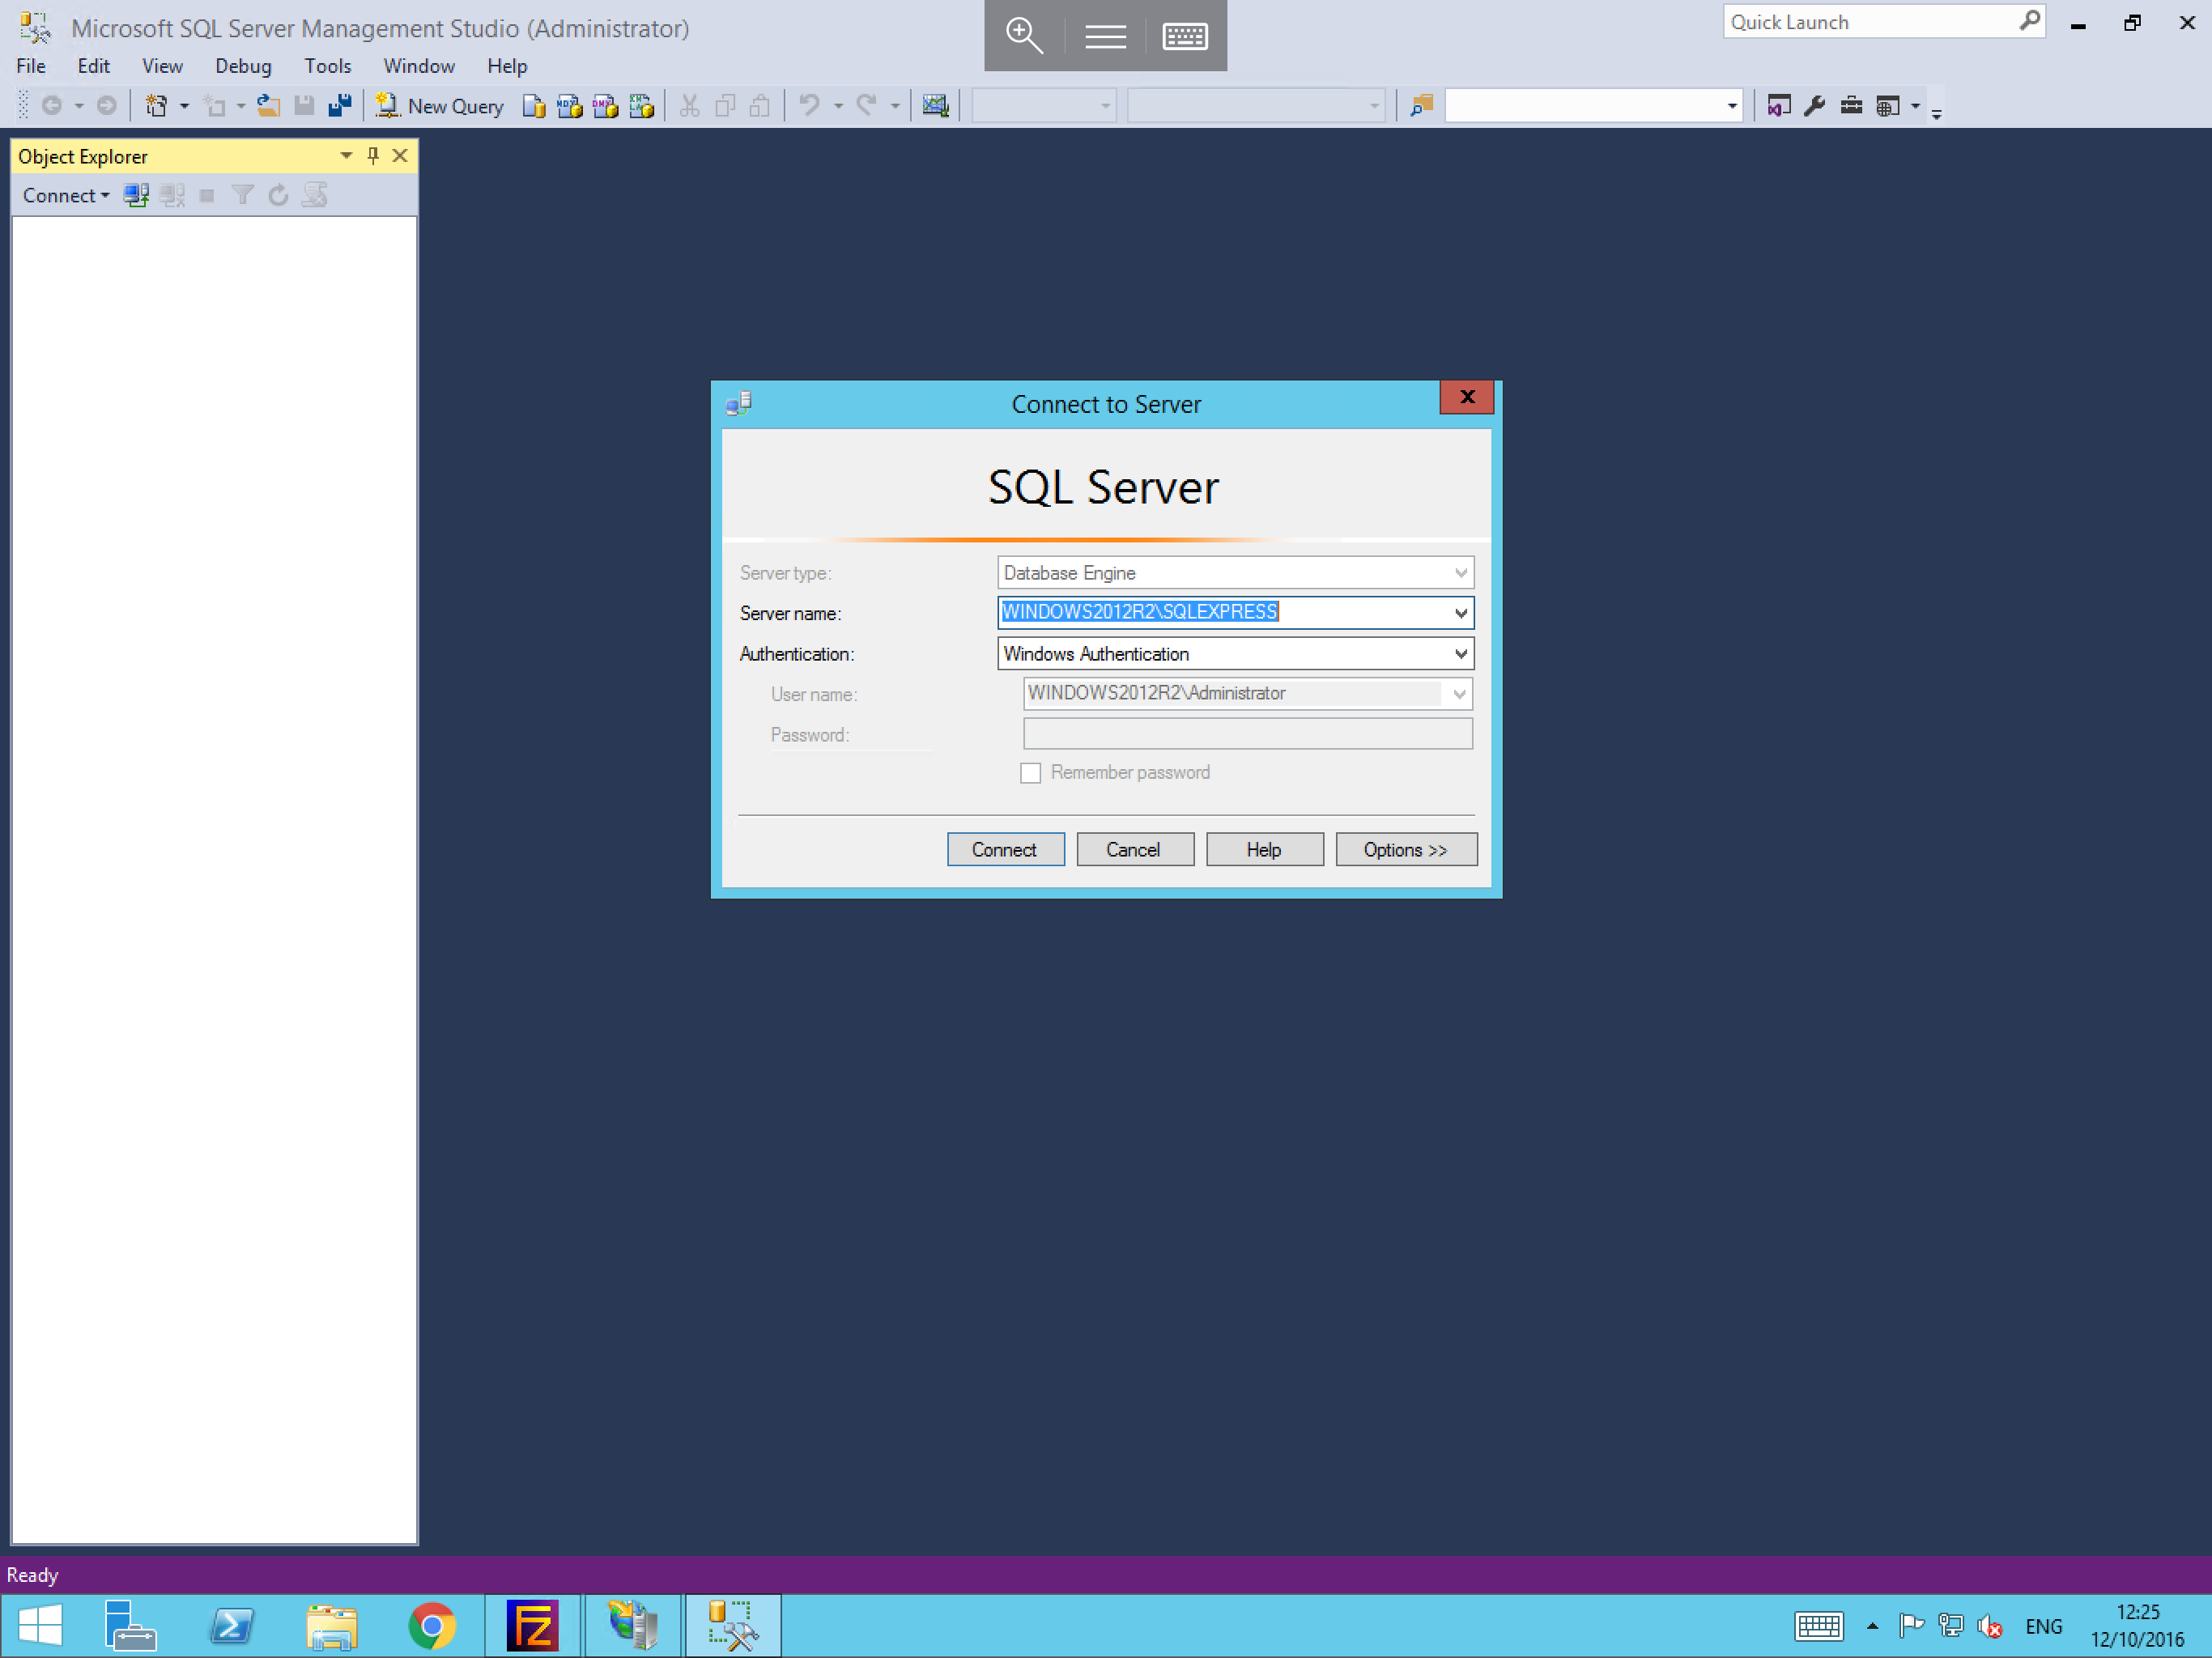 Microsoft SQL Server Management Studio (Administrator)
Quick Launch
File Edit View Debug Tools Window Help
New Query
Object Explorer
Connect
Connect to Server
SQL Server
Server type: Database Engine
Server name: WINDOWS2012R2\SQLEXPRESS
Authentication: Windows Authentication
User name: WINDOWS2012R2\Administrator
Password:
Remember password
Connect Cancel Help Options >>
Ready
ENG
12:25
12/10/2016